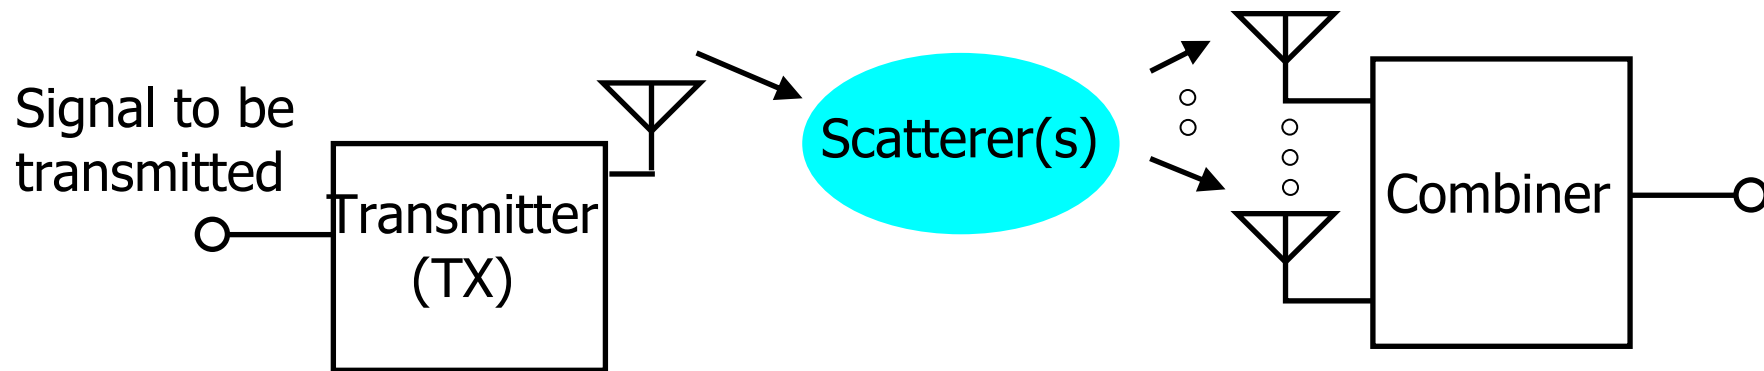 Signal to be
transmitted
Transmitter
(TX)
Scatterer(s)
Combiner